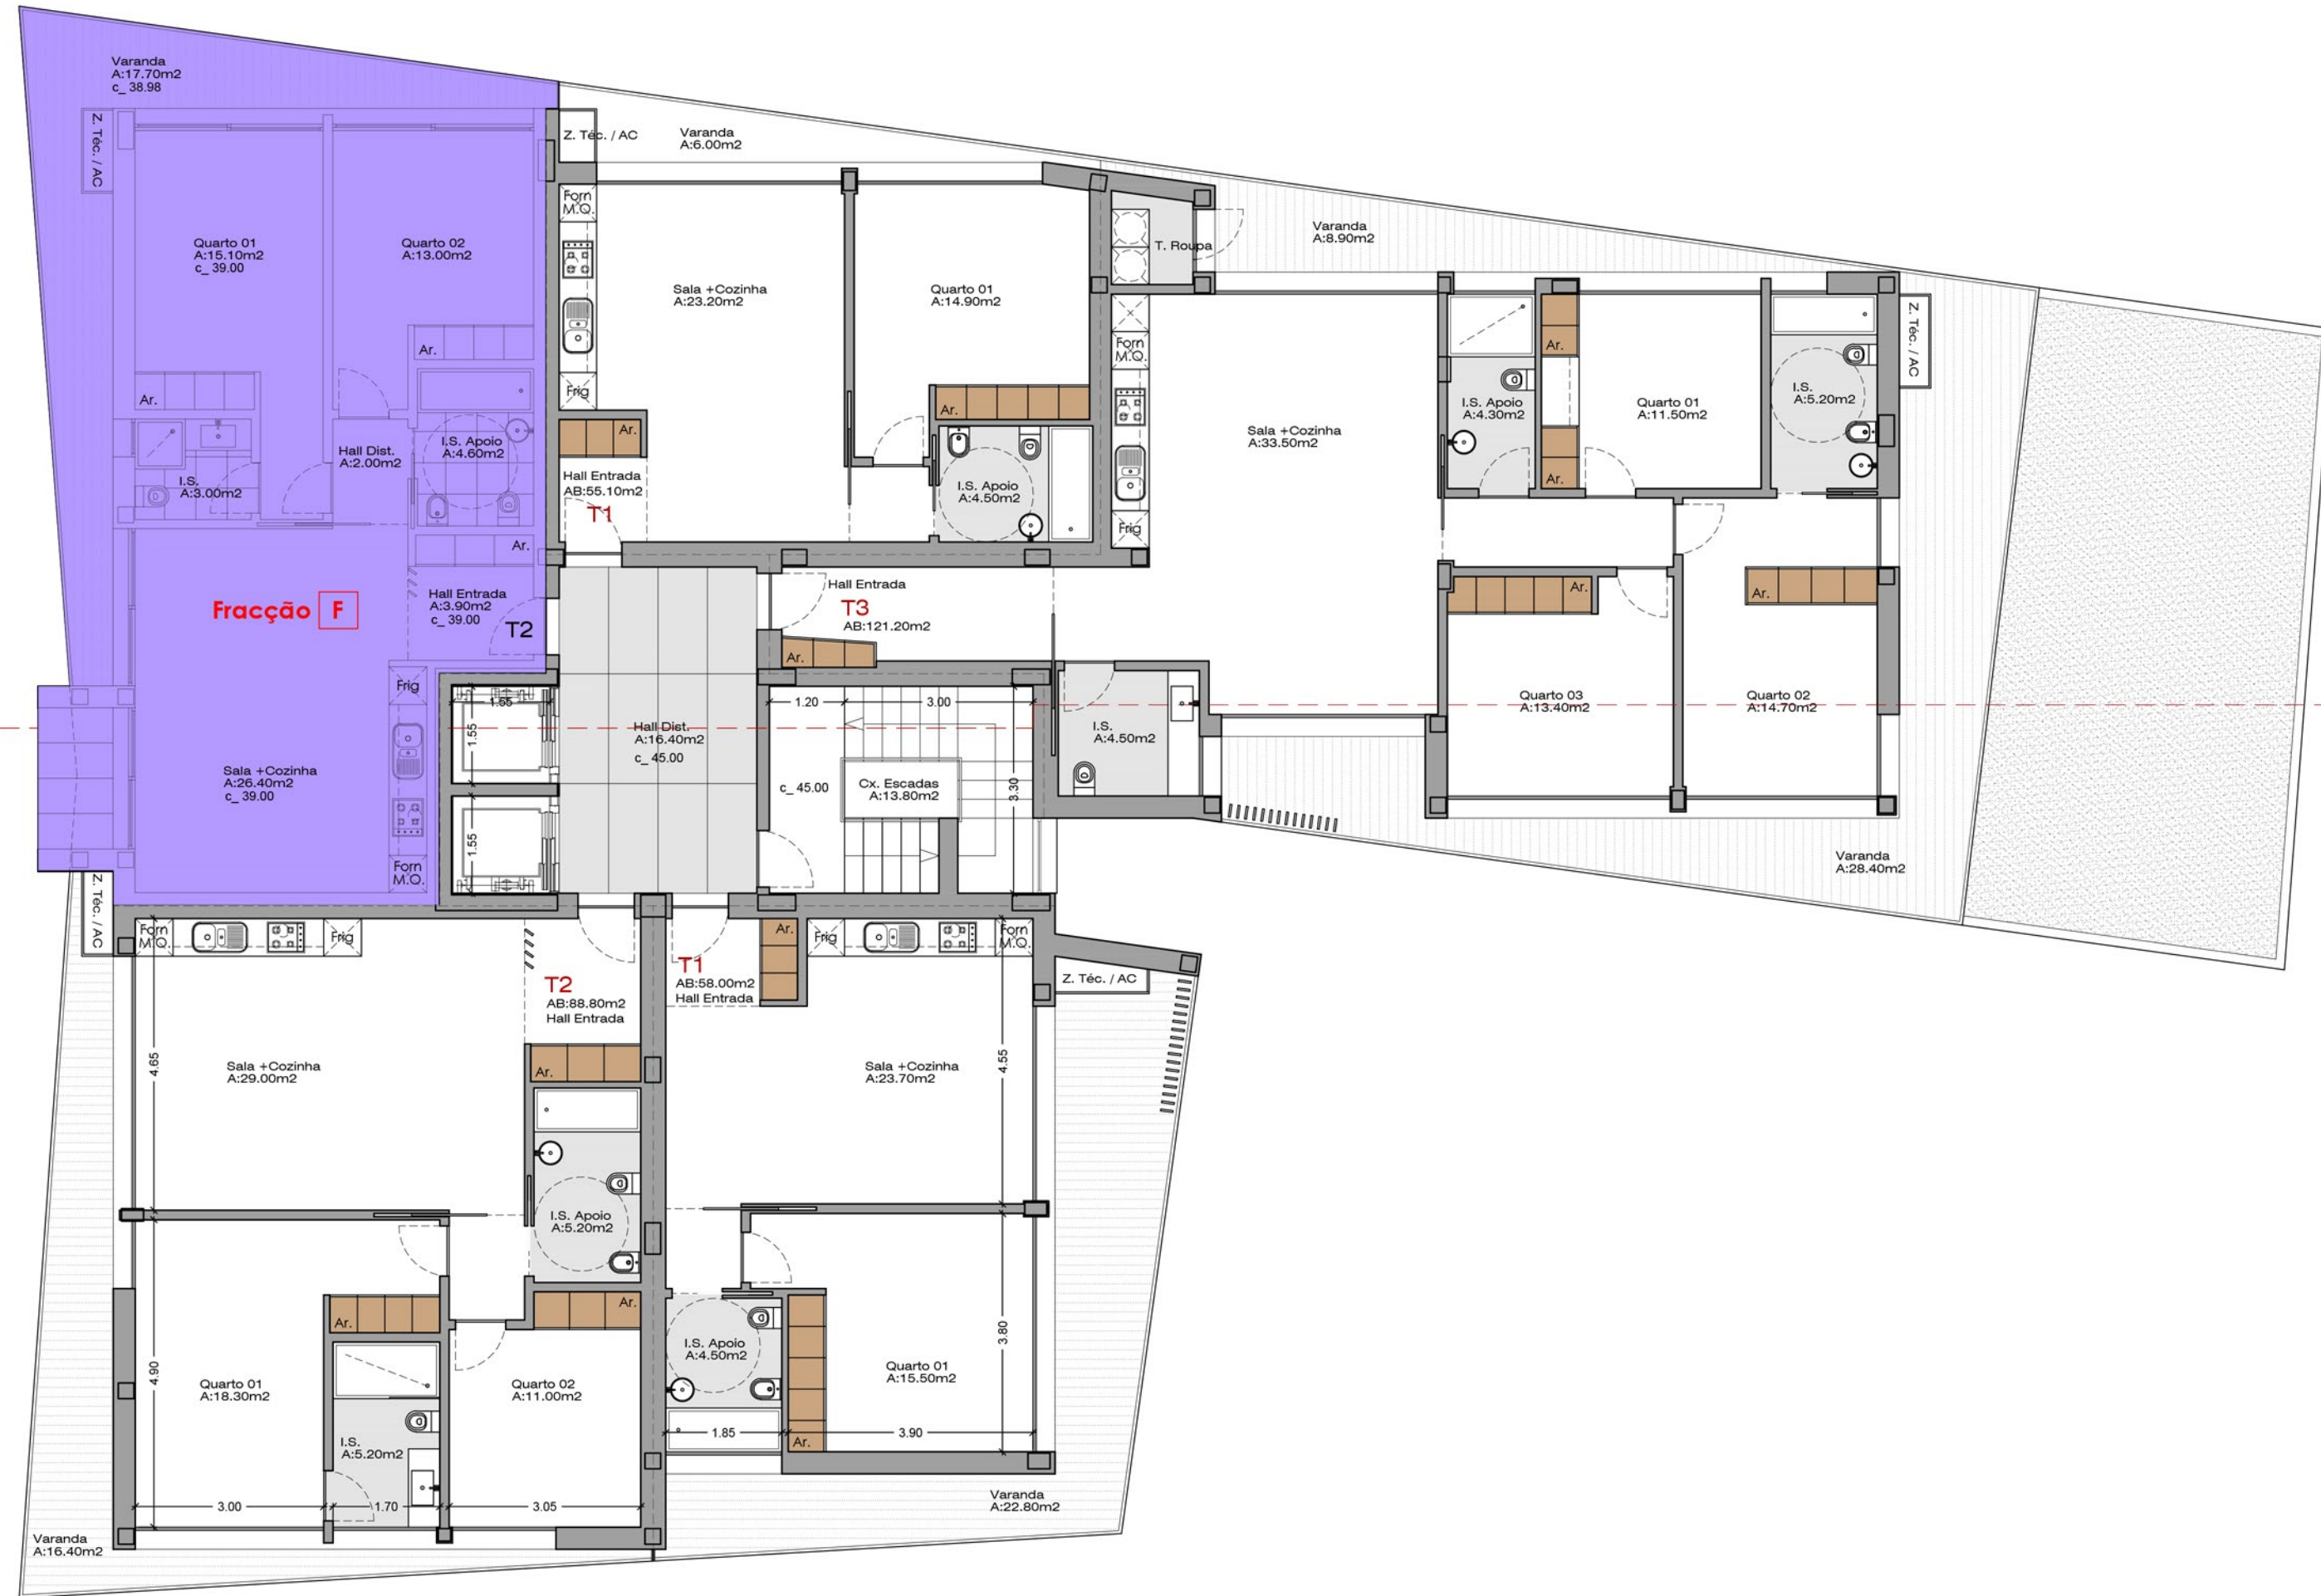 Varanda
A:17.70m2
c_ 38.98
Z. Téc. / AC
Quarto 01
A:15.10m2
c_ 39.00
Quarto 02
A:13.00m2
Ar.
Ar.
I.S.
A:3.00m2
Hall Dist.
A:2.00m2
I.S. Apoio
A:4.60m2
Ar.
Fracção F
Hall Entrada
A:3.90m2
c_ 39.00
T2
Frig
Sala +Cozinha
A:26.40m2
c_ 39.00
Forn
M.O.
Z. Téc. / AC
Z. Téc. / AC
Varanda
A:6.00m2
Forn
M.O.
Sala +Cozinha
A:23.20m2
Quarto 01
A:14.90m2
Frig
Ar.
Ar.
Hall Entrada
AB:55.10m2
T1
I.S. Apoio
A:4.50m2
T. Roupa
Varanda
A:8.90m2
Forn
M.O.
Sala +Cozinha
A:33.50m2
Frig
I.S. Apoio
A:4.30m2
Ar.
Ar.
Quarto 01
A:11.50m2
I.S.
A:5.20m2
Z. Téc. / AC
Hall Entrada
T3
AB:121.20m2
Ar.
Ar.
Ar.
Quarto 03
A:13.40m2
Quarto 02
A:14.70m2
I.S.
A:4.50m2
Varanda
A:28.40m2
1.55
1.55
1.55
Hall Dist.
A:16.40m2
c_ 45.00
1.20
3.00
c_ 45.00
Cx. Escadas
A:13.80m2
3.30
Forn
M.O.
Frig
T2
AB:88.80m2
Hall Entrada
4.65
Sala +Cozinha
A:29.00m2
Ar.
I.S. Apoio
A:5.20m2
Ar.
Ar.
4.90
Quarto 01
A:18.30m2
Quarto 02
A:11.00m2
I.S.
A:5.20m2
3.00
1.70
3.05
Varanda
A:16.40m2
T1
AB:58.00m2
Hall Entrada
Ar.
Frig
Forn
M.O.
Z. Téc. / AC
Sala +Cozinha
A:23.70m2
4.55
3.80
I.S. Apoio
A:4.50m2
Quarto 01
A:15.50m2
1.85
3.90
Ar.
Varanda
A:22.80m2